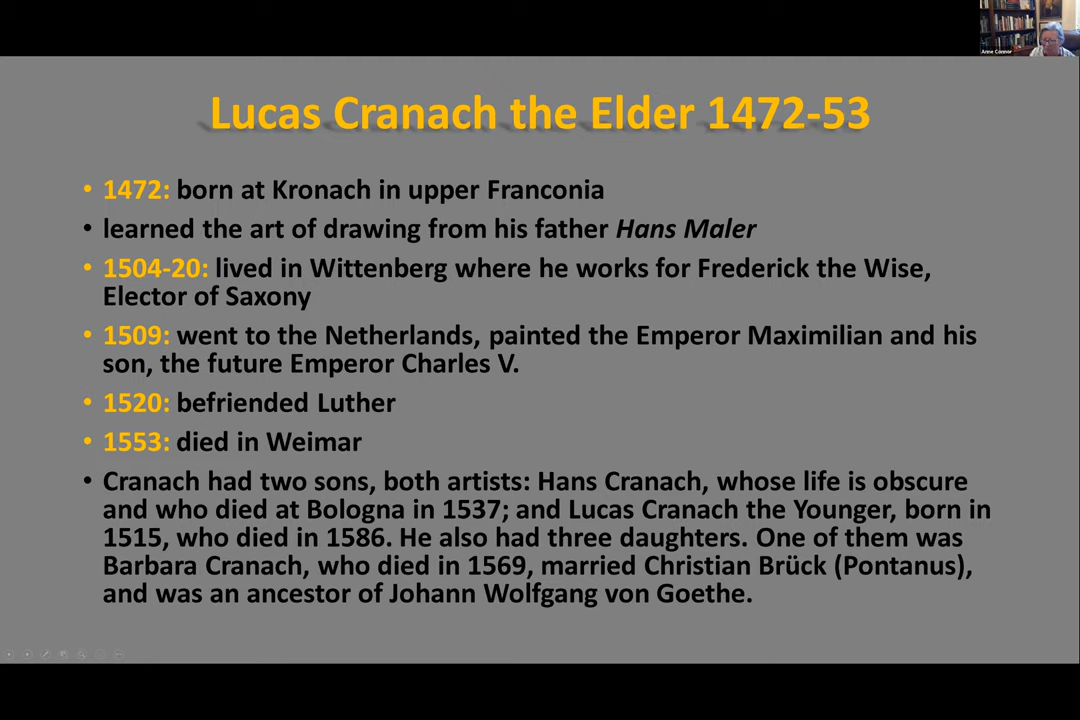 Anne Connor
Lucas Cranach the Elder 1472-53
• 1472: born at Kronach in upper Franconia
• learned the art of drawing from his father Hans Maler
• 1504-20: lived in Wittenberg where he works for Frederick the Wise,
Elector of Saxony
• 1509: went to the Netherlands, painted the Emperor Maximilian and his
son, the future Emperor Charles V.
• 1520: befriended Luther
• 1553: died in Weimar
• Cranach had two sons, both artists: Hans Cranach, whose life is obscure
and who died at Bologna in 1537; and Lucas Cranach the Younger, born in
1515, who died in 1586. He also had three daughters. One of them was
Barbara Cranach, who died in 1569, married Christian Brück (Pontanus),
and was an ancestor of Johann Wolfgang von Goethe.